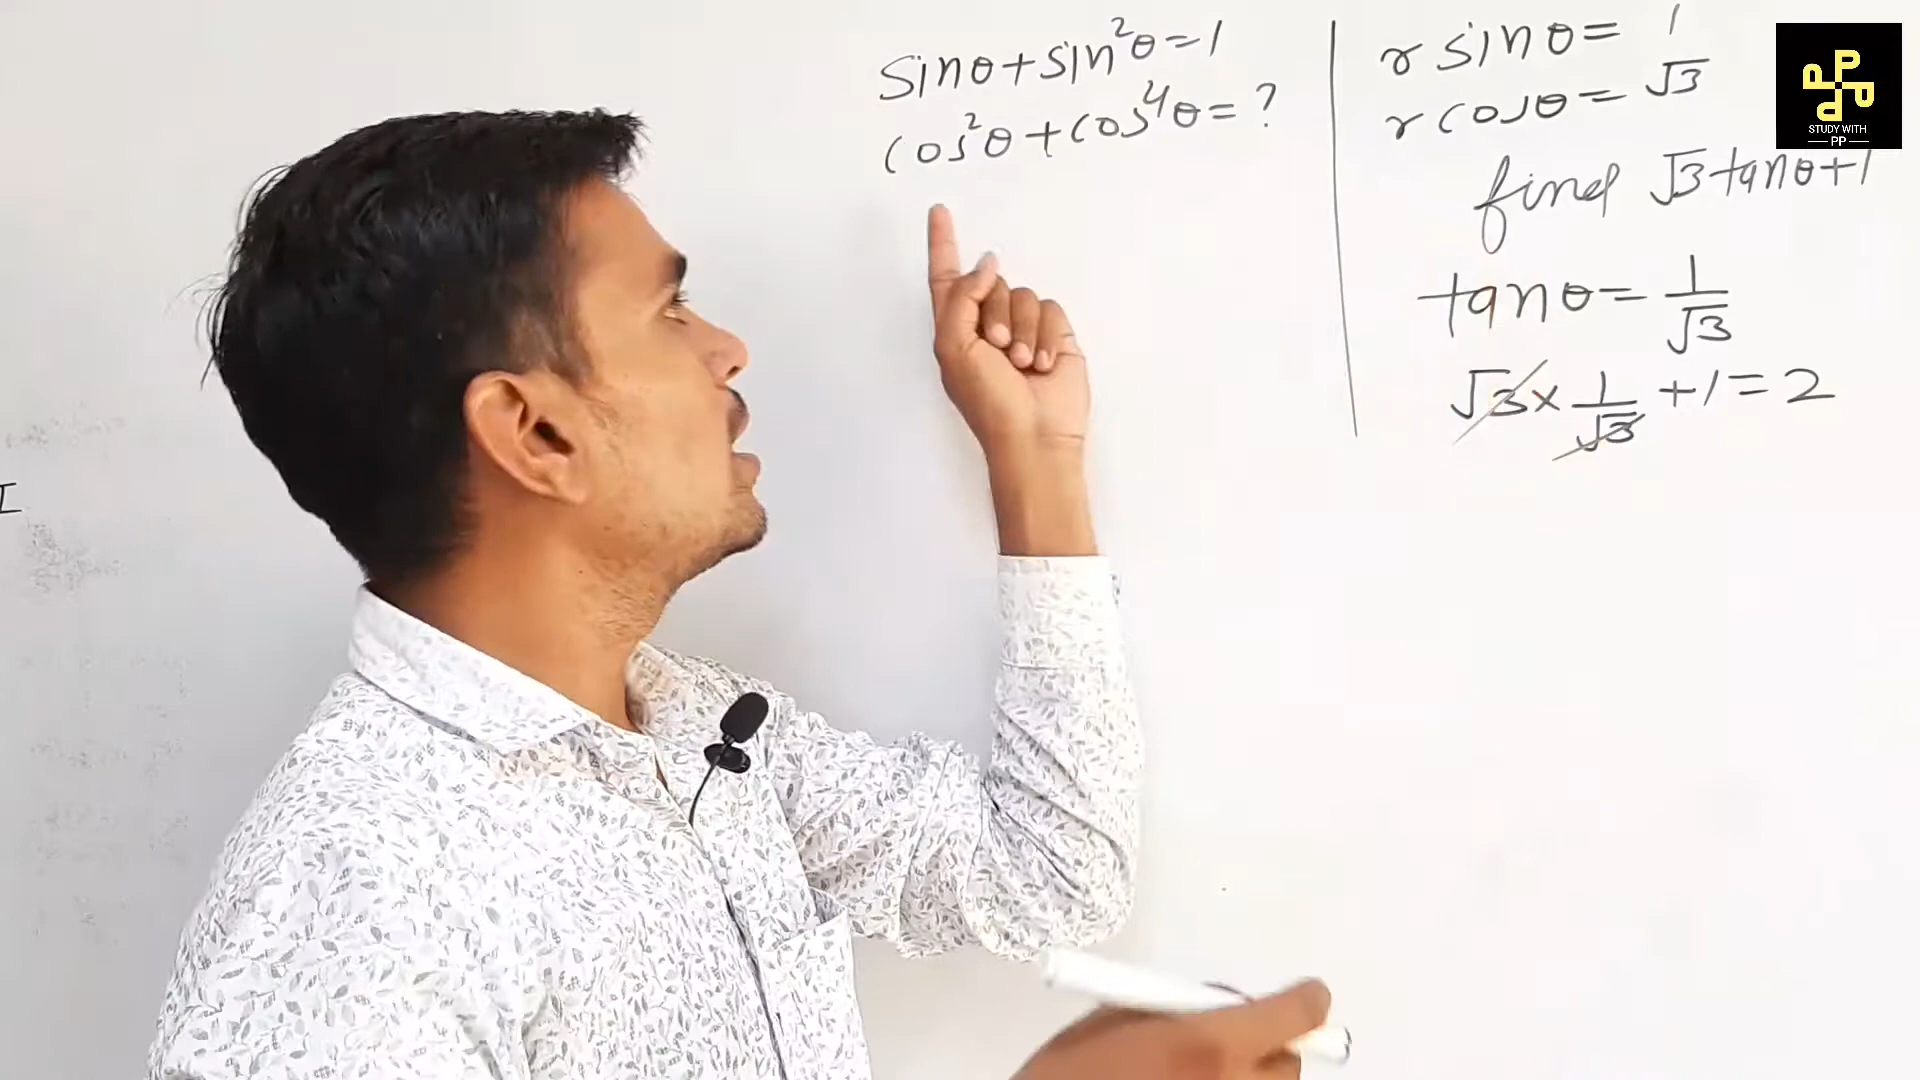 sinθ+sin²θ=1
cos²θ+cos⁴θ=?
r sinθ= 1
r cosθ= √3
find √3 tanθ+1
tanθ= 1/√3
√3 × 1/√3 +1=2
I
P P P P
STUDY WITH
PP